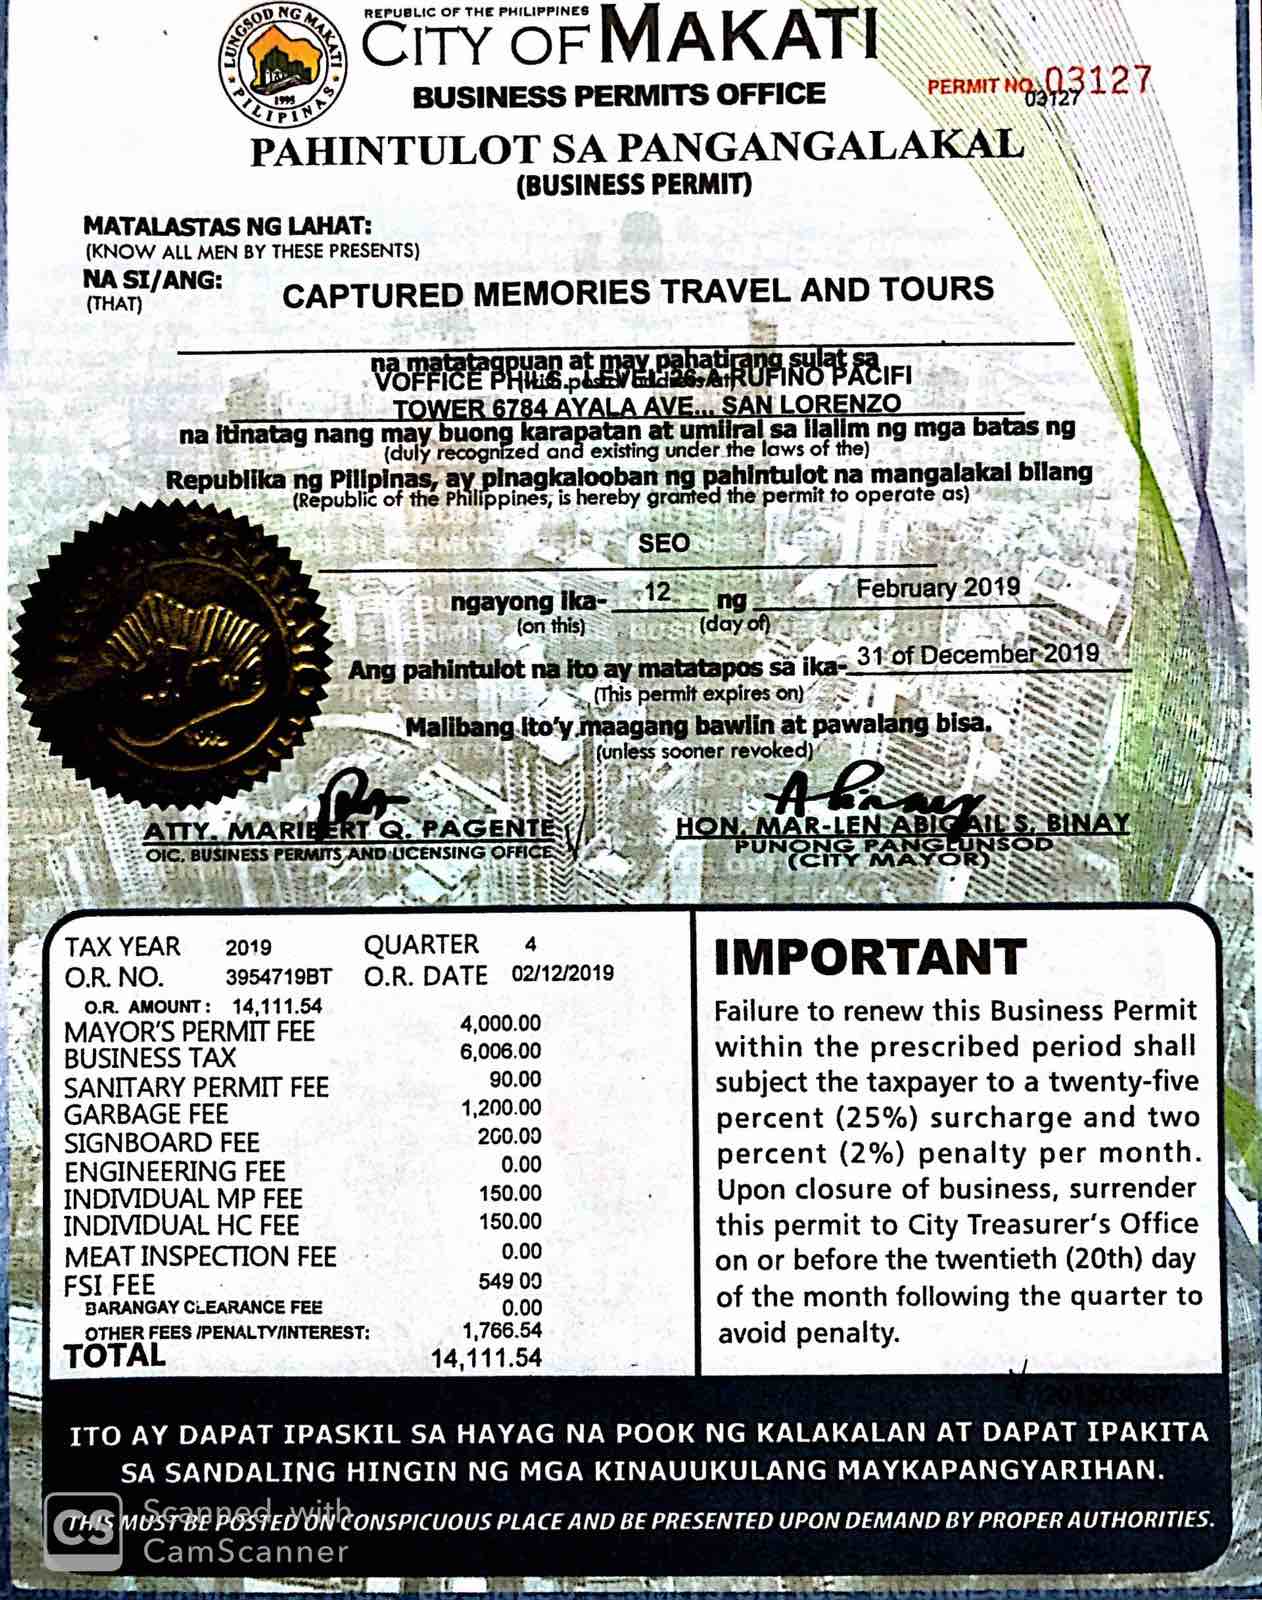 LUNGSOD NG MAKATI
PILIPINAS
1995
REPUBLIC OF THE PHILIPPINES
CITY OF MAKATI
BUSINESS PERMITS OFFICE
PERMIT NO. 03127
03127
PAHINTULOT SA PANGANGALAKAL
(BUSINESS PERMIT)
MATALASTAS NG LAHAT:
(KNOW ALL MEN BY THESE PRESENTS)
NA SI/ANG:
(THAT)
CAPTURED MEMORIES TRAVEL AND TOURS
na matatagpuan at may pahatirang sulat sa
VOFFICE PHILS. LEVEL 26-A RUFINO PACIFI
TOWER 6784 AYALA AVE... SAN LORENZO
na itinatag nang may buong karapatan at umiiral sa ilalim ng mga batas ng
(duly recognized and existing under the laws of the)
Republika ng Pilipinas, ay pinagkalooban ng pahintulot na mangalakal bilang
(Republic of the Philippines, is hereby granted the permit to operate as)
SEO
ngayong ika- 12 ng February 2019
(on this) (day of)
Ang pahintulot na ito ay matatapos sa ika- 31 of December 2019
(This permit expires on)
Malibang ito'y maagang bawiin at pawalang bisa.
(unless sooner revoked)
ATTY. MARIBERT Q. PAGENTE
OIC, BUSINESS PERMITS AND LICENSING OFFICE
HON. MAR-LEN ABIGAIL S. BINAY
PUNONG PANGLUNSOD
(CITY MAYOR)
TAX YEAR 2019 QUARTER 4
O.R. NO. 3954719BT O.R. DATE 02/12/2019
O.R. AMOUNT: 14,111.54
MAYOR'S PERMIT FEE 4,000.00
BUSINESS TAX 6,006.00
SANITARY PERMIT FEE 90.00
GARBAGE FEE 1,200.00
SIGNBOARD FEE 200.00
ENGINEERING FEE 0.00
INDIVIDUAL MP FEE 150.00
INDIVIDUAL HC FEE 150.00
MEAT INSPECTION FEE 0.00
FSI FEE 549 00
BARANGAY CLEARANCE FEE 0.00
OTHER FEES /PENALTY/INTEREST: 1,766.54
TOTAL 14,111.54
IMPORTANT
Failure to renew this Business Permit
within the prescribed period shall
subject the taxpayer to a twenty-five
percent (25%) surcharge and two
percent (2%) penalty per month.
Upon closure of business, surrender
this permit to City Treasurer's Office
on or before the twentieth (20th) day
of the month following the quarter to
avoid penalty.
ITO AY DAPAT IPASKIL SA HAYAG NA POOK NG KALAKALAN AT DAPAT IPAKITA
SA SANDALING HINGIN NG MGA KINAUUKULANG MAYKAPANGYARIHAN.
THIS MUST BE POSTED ON CONSPICUOUS PLACE AND BE PRESENTED UPON DEMAND BY PROPER AUTHORITIES.
CS Scanned with
CamScanner